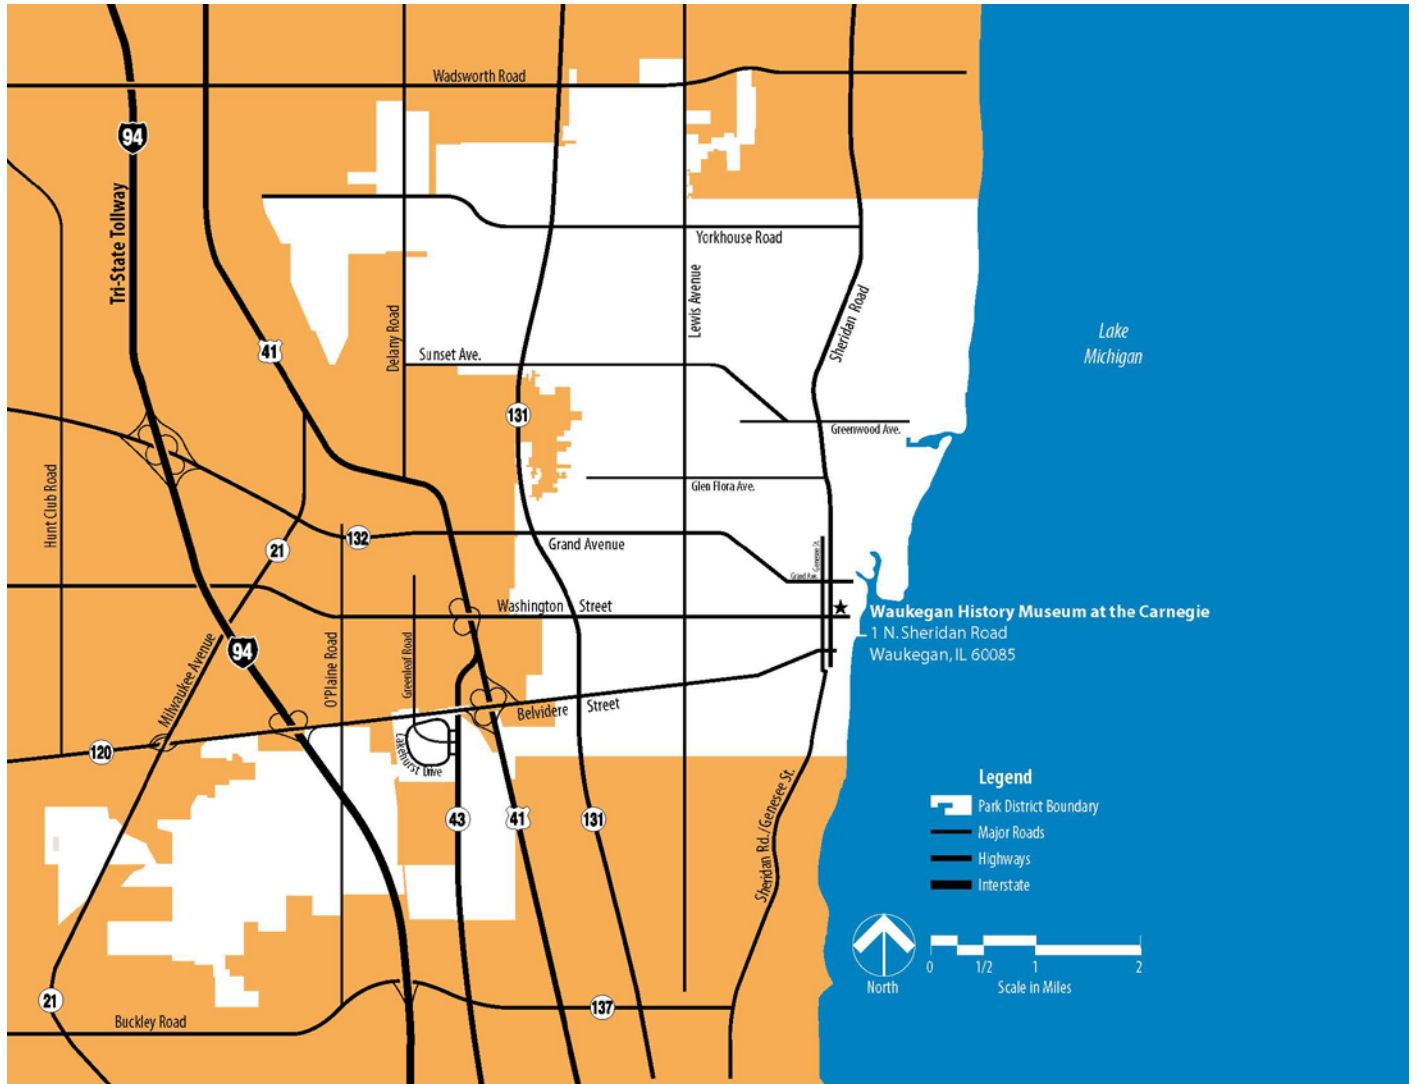 Wadsworth Road
94
Tri-State Tollway
Yorkhouse Road
Lewis Avenue
Sheridan Road
Lake
Michigan
41
Delany Road
Sunset Ave.
131
Greenwood Ave.
Hunt Club Road
Glen Flora Ave.
21
132
Grand Avenue
Genesee St.
Grand Ave.
Washington Street
Waukegan History Museum at the Carnegie
1 N. Sheridan Road
Waukegan, IL 60085
94
Milwaukee Avenue
O'Plaine Road
Greenleaf Road
Belvidere Street
120
Lakehurst Drive
43
41
131
Sheridan Rd./Genesee St.
Legend
Park District Boundary
Major Roads
Highways
Interstate
0 1/2 1 2
North
Scale in Miles
21
137
Buckley Road